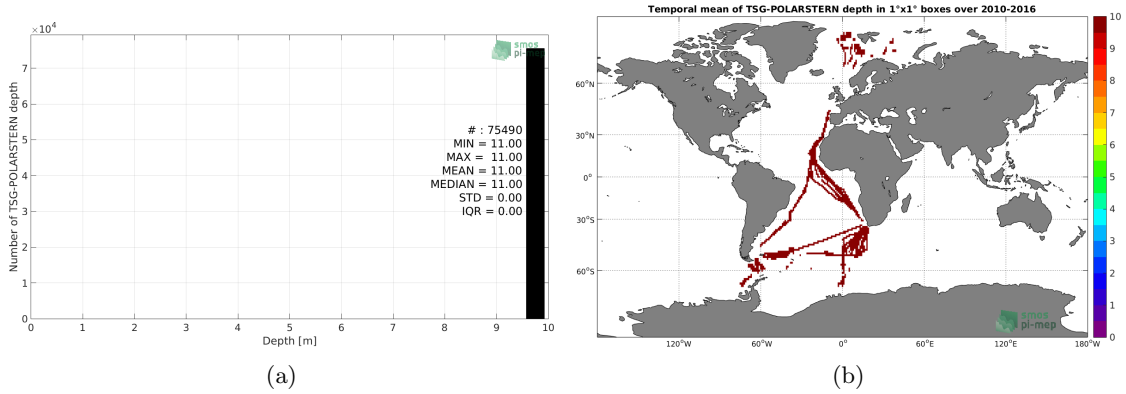 ×10⁴
8
7
6
5
4
3
2
1
0
Number of TSG-POLARSTERN depth
smos
pi-mep
# : 75490
MIN = 11.00
MAX = 11.00
MEAN = 11.00
MEDIAN = 11.00
STD = 0.00
IQR = 0.00
0 1 2 3 4 5 6 7 8 9 10
Depth [m]
(a)
Temporal mean of TSG-POLARSTERN depth in 1°x1° boxes over 2010-2016
60°N
30°N
0°
30°S
60°S
120°W 60°W 0° 60°E 120°E 180°W
smos
pi-mep
10
9
8
7
6
5
4
3
2
1
0
(b)